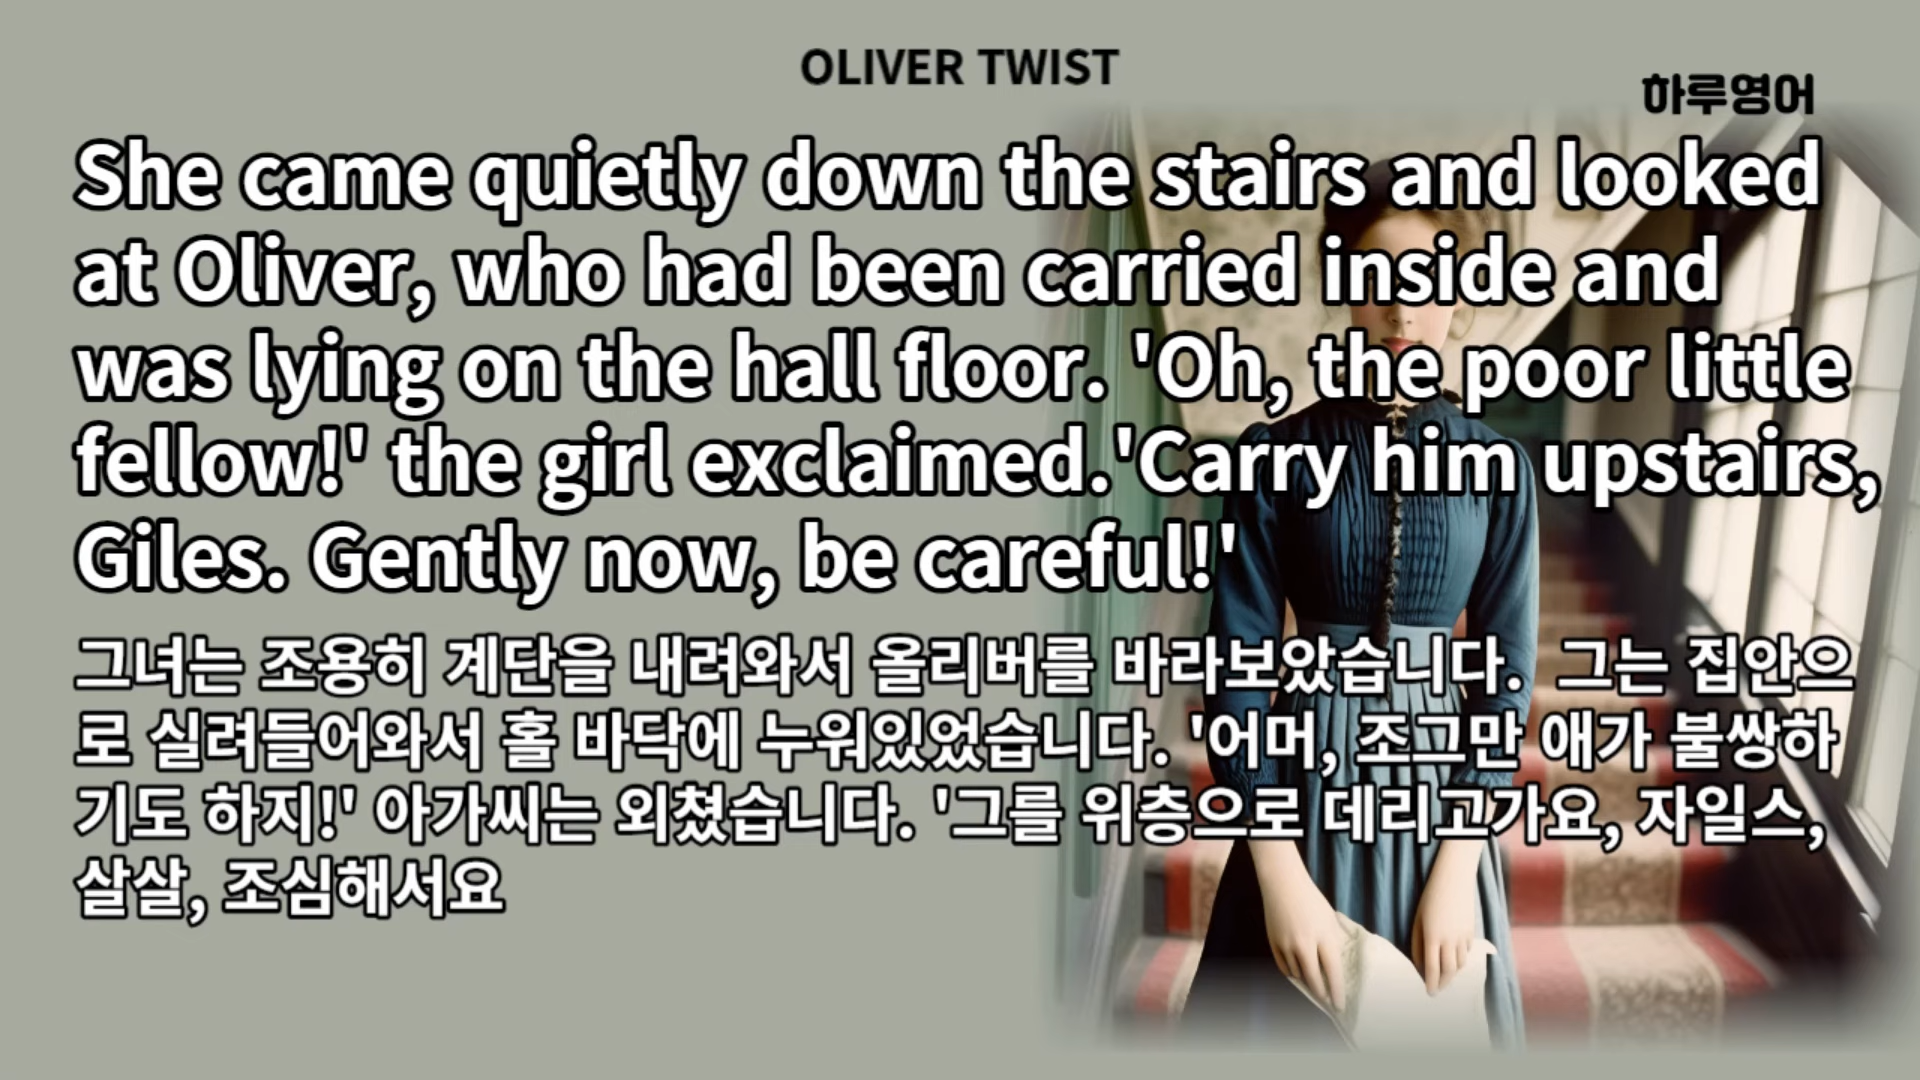 OLIVER TWIST
하루영어
She came quietly down the stairs and looked
at Oliver, who had been carried inside and
was lying on the hall floor. 'Oh, the poor little
fellow!' the girl exclaimed.'Carry him upstairs,
Giles. Gently now, be careful!'
그녀는 조용히 계단을 내려와서 올리버를 바라보았습니다. 그는 집안으
로 실려들어와서 홀 바닥에 누워있었습니다. '어머, 조그만 애가 불쌍하
기도 하지!' 아가씨는 외쳤습니다. '그를 위층으로 데리고가요, 자일스,
살살, 조심해서요